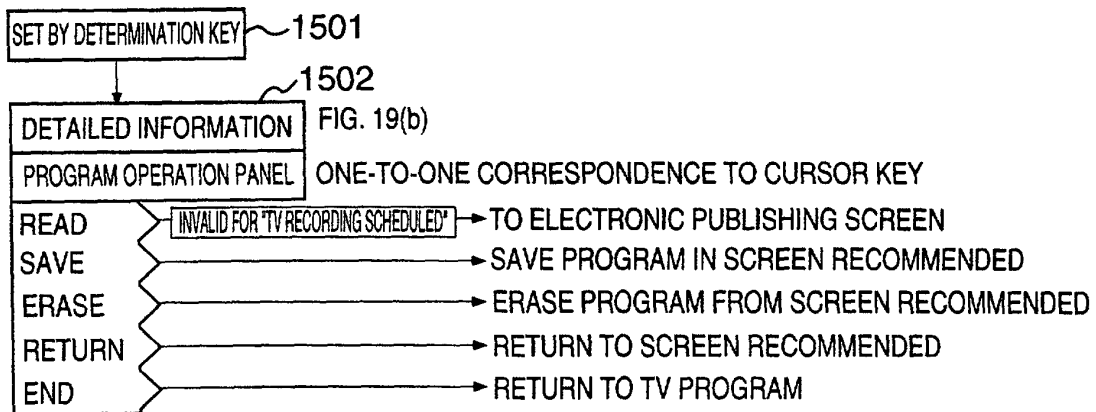 SET BY DETERMINATION KEY 1501
1502
DETAILED INFORMATION FIG. 19(b)
PROGRAM OPERATION PANEL ONE-TO-ONE CORRESPONDENCE TO CURSOR KEY
READ INVALID FOR "TV RECORDING SCHEDULED" TO ELECTRONIC PUBLISHING SCREEN
SAVE SAVE PROGRAM IN SCREEN RECOMMENDED
ERASE ERASE PROGRAM FROM SCREEN RECOMMENDED
RETURN RETURN TO SCREEN RECOMMENDED
END RETURN TO TV PROGRAM